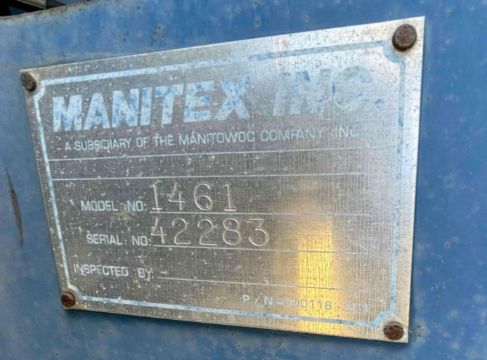 MANITEX INC.
A SUBSIDIARY OF THE MANITOWOC COMPANY, INC.
MODEL NO: 1461
SERIAL NO: 42283
INSPECTED BY:
P/N